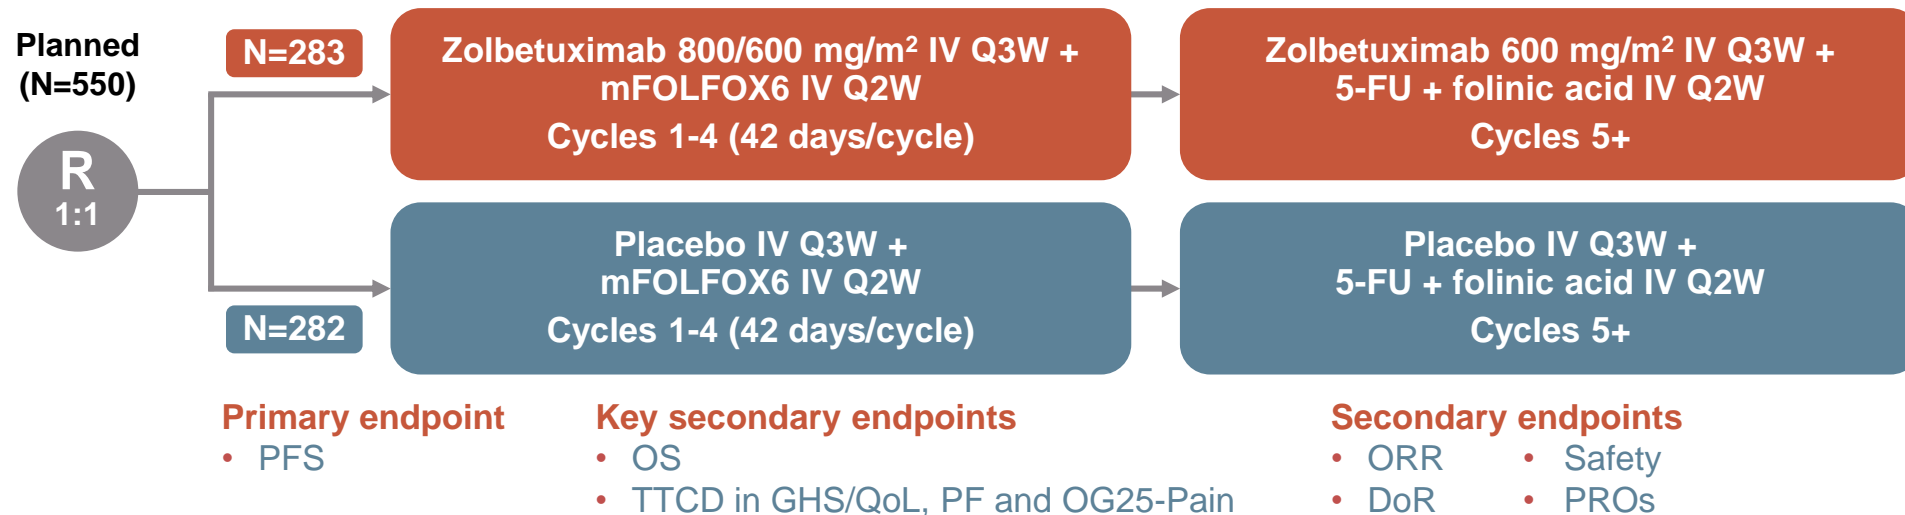 Planned
(N=550)
R
1:1
N=283
Zolbetuximab 800/600 mg/m² IV Q3W +
mFOLFOX6 IV Q2W
Cycles 1-4 (42 days/cycle)
Zolbetuximab 600 mg/m² IV Q3W +
5-FU + folinic acid IV Q2W
Cycles 5+
N=282
Placebo IV Q3W +
mFOLFOX6 IV Q2W
Cycles 1-4 (42 days/cycle)
Placebo IV Q3W +
5-FU + folinic acid IV Q2W
Cycles 5+
Primary endpoint
• PFS
Key secondary endpoints
• OS
• TTCD in GHS/QoL, PF and OG25-Pain
Secondary endpoints
• ORR
• DoR
• Safety
• PROs